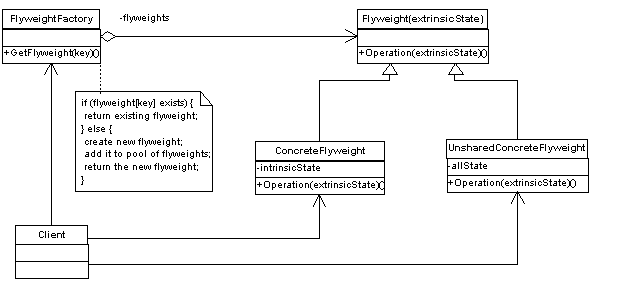 FlyweightFactory
-flyweights
Flyweight(extrinsicState)
+GetFlyweight(key)()
+Operation(extrinsicState)()
if (flyweight[key] exists) {
return existing flyweight;
} else {
create new flyweight;
add it to pool of flyweights;
return the new flyweight;
}
ConcreteFlyweight
-intrinsicState
+Operation(extrinsicState)()
UnsharedConcreteFlyweight
-allState
+Operation(extrinsicState)()
Client